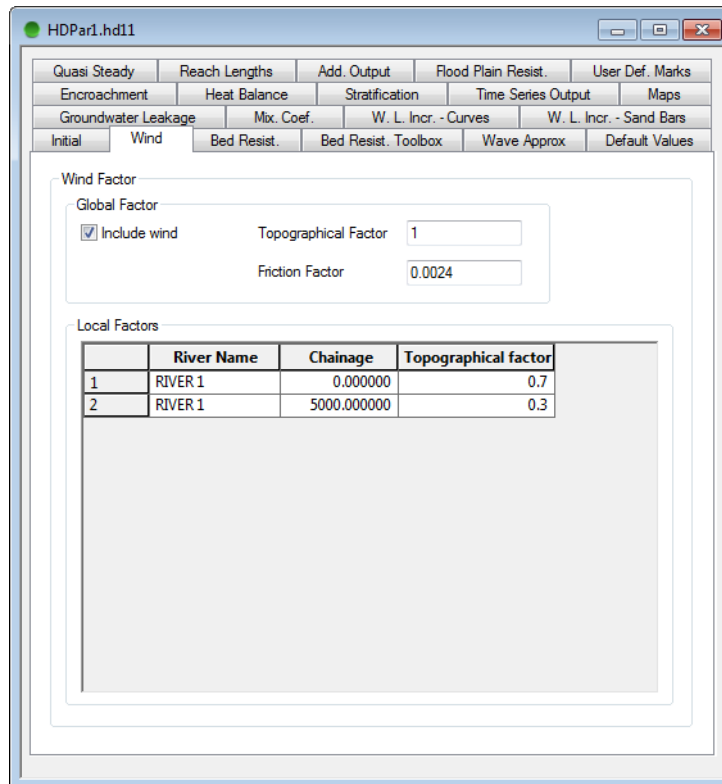 HDPar1.hd11
Quasi Steady Reach Lengths Add. Output Flood Plain Resist. User Def. Marks
Encroachment Heat Balance Stratification Time Series Output Maps
Groundwater Leakage Mix. Coef. W. L. Incr. - Curves W. L. Incr. - Sand Bars
Initial Wind Bed Resist. Bed Resist. Toolbox Wave Approx Default Values
Wind Factor
Global Factor
Include wind Topographical Factor 1
Friction Factor 0.0024
Local Factors
River Name Chainage Topographical factor
1 RIVER 1 0.000000 0.7
2 RIVER 1 5000.000000 0.3